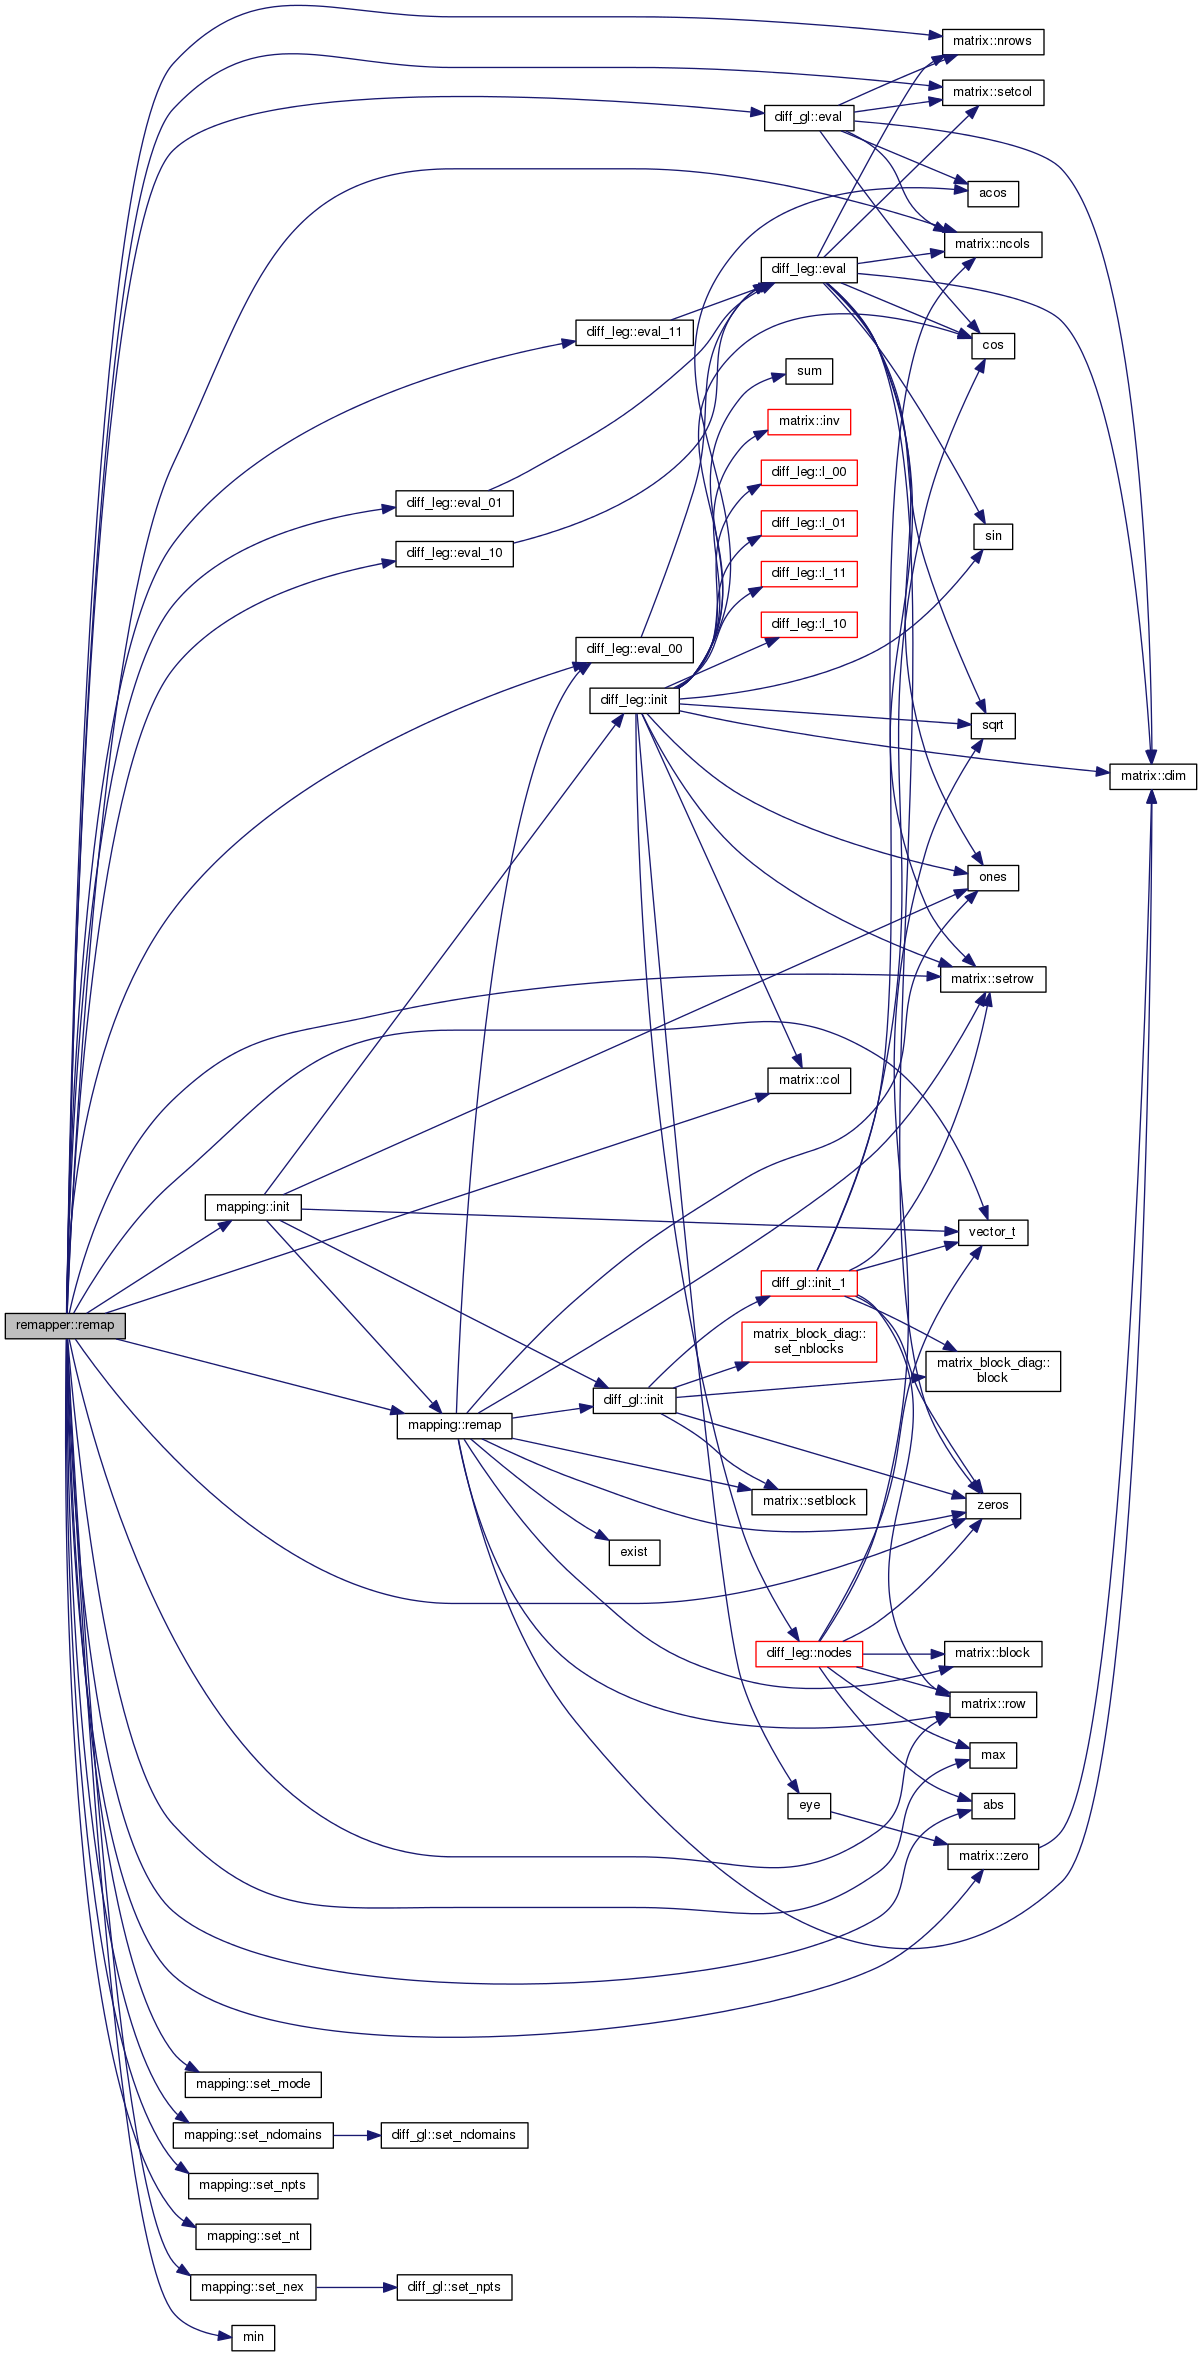 matrix::nrows
matrix::setcol
diff_gl::eval
acos
matrix::ncols
diff_leg::eval
diff_leg::eval_11
cos
sum
matrix::inv
diff_leg::l_00
diff_leg::eval_01
diff_leg::l_01
sin
diff_leg::eval_10
diff_leg::l_11
diff_leg::l_10
diff_leg::eval_00
diff_leg::init
sqrt
matrix::dim
ones
matrix::setrow
matrix::col
mapping::init
vector_t
diff_gl::init_1
remapper::remap
matrix_block_diag::
set_nblocks
matrix_block_diag::
block
diff_gl::init
mapping::remap
matrix::setblock
zeros
exist
diff_leg::nodes
matrix::block
matrix::row
max
eye
abs
matrix::zero
mapping::set_mode
mapping::set_ndomains
diff_gl::set_ndomains
mapping::set_npts
mapping::set_nt
mapping::set_nex
diff_gl::set_npts
min